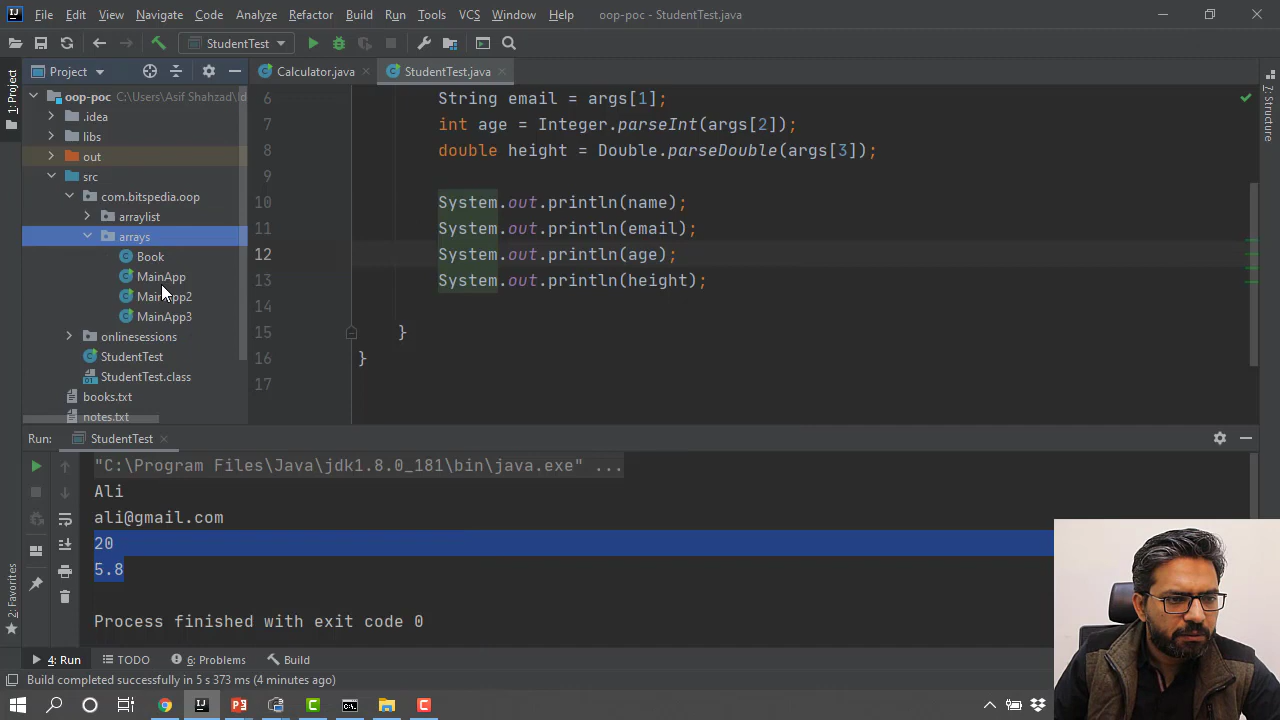 File Edit View Navigate Code Analyze Refactor Build Run Tools VCS Window Help oop-poc - StudentTest.java
StudentTest
Project
Calculator.java
StudentTest.java
1: Project
7: Structure
2: Favorites
oop-poc C:\Users\Asif Shahzad\Id
.idea
libs
out
src
com.bitspedia.oop
arraylist
arrays
Book
MainApp
MainApp2
MainApp3
onlinesessions
StudentTest
StudentTest.class
books.txt
notes.txt
6 String email = args[1];
7 int age = Integer.parseInt(args[2]);
8 double height = Double.parseDouble(args[3]);
9
10 System.out.println(name);
11 System.out.println(email);
12 System.out.println(age);
13 System.out.println(height);
14
15 }
16 }
17
Run: StudentTest
"C:\Program Files\Java\jdk1.8.0_181\bin\java.exe" ...
Ali
ali@gmail.com
20
5.8
Process finished with exit code 0
4: Run TODO 6: Problems Build
Build completed successfully in 5 s 373 ms (4 minutes ago)